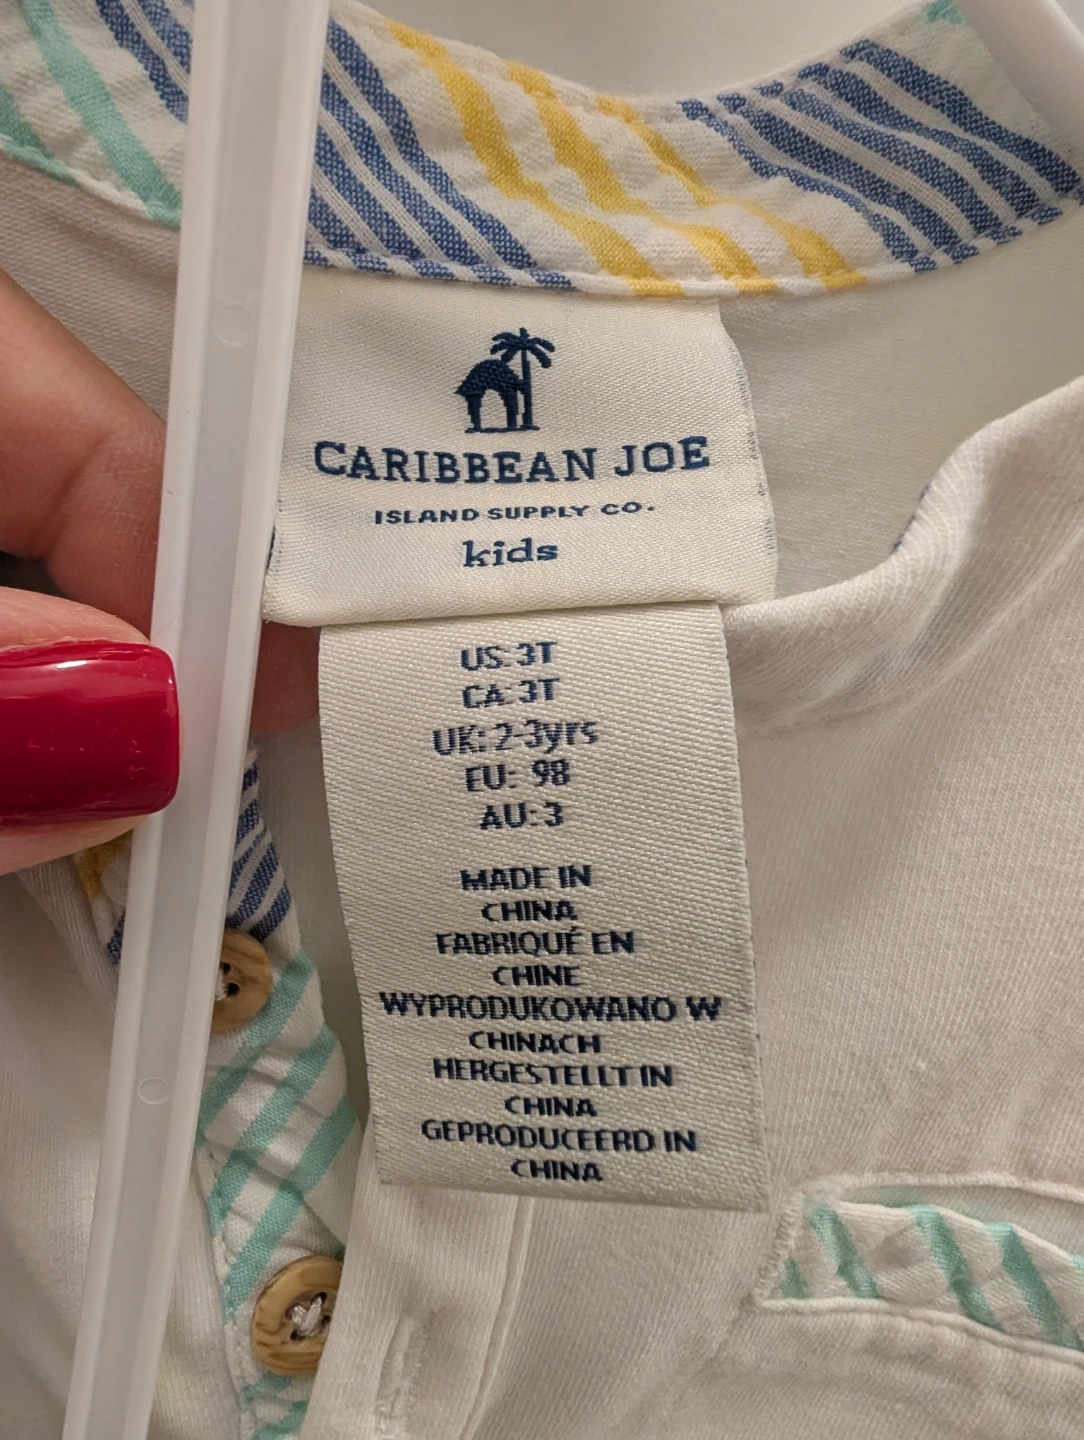 CARIBBEAN JOE
ISLAND SUPPLY CO.
kids
US: 3T
CA: 3T
UK: 2-3yrs
EU: 98
AU: 3
MADE IN
CHINA
FABRIQUÉ EN
CHINE
WYPRODUKOWANO W
CHINACH
HERGESTELLT IN
CHINA
GEPRODUCEERD IN
CHINA